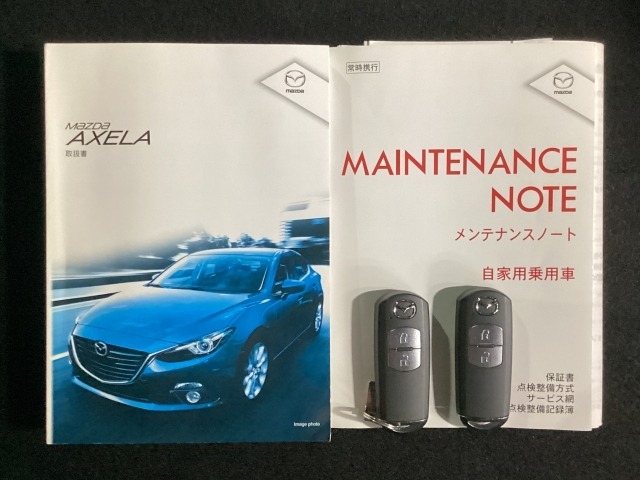 mazda
mazda
AXELA
取扱書
Image photo
常時携行
mazda
MAINTENANCE
NOTE
メンテナンスノート
自家用乗用車
保証書
点検整備方式
サービス網
点検整備記録簿